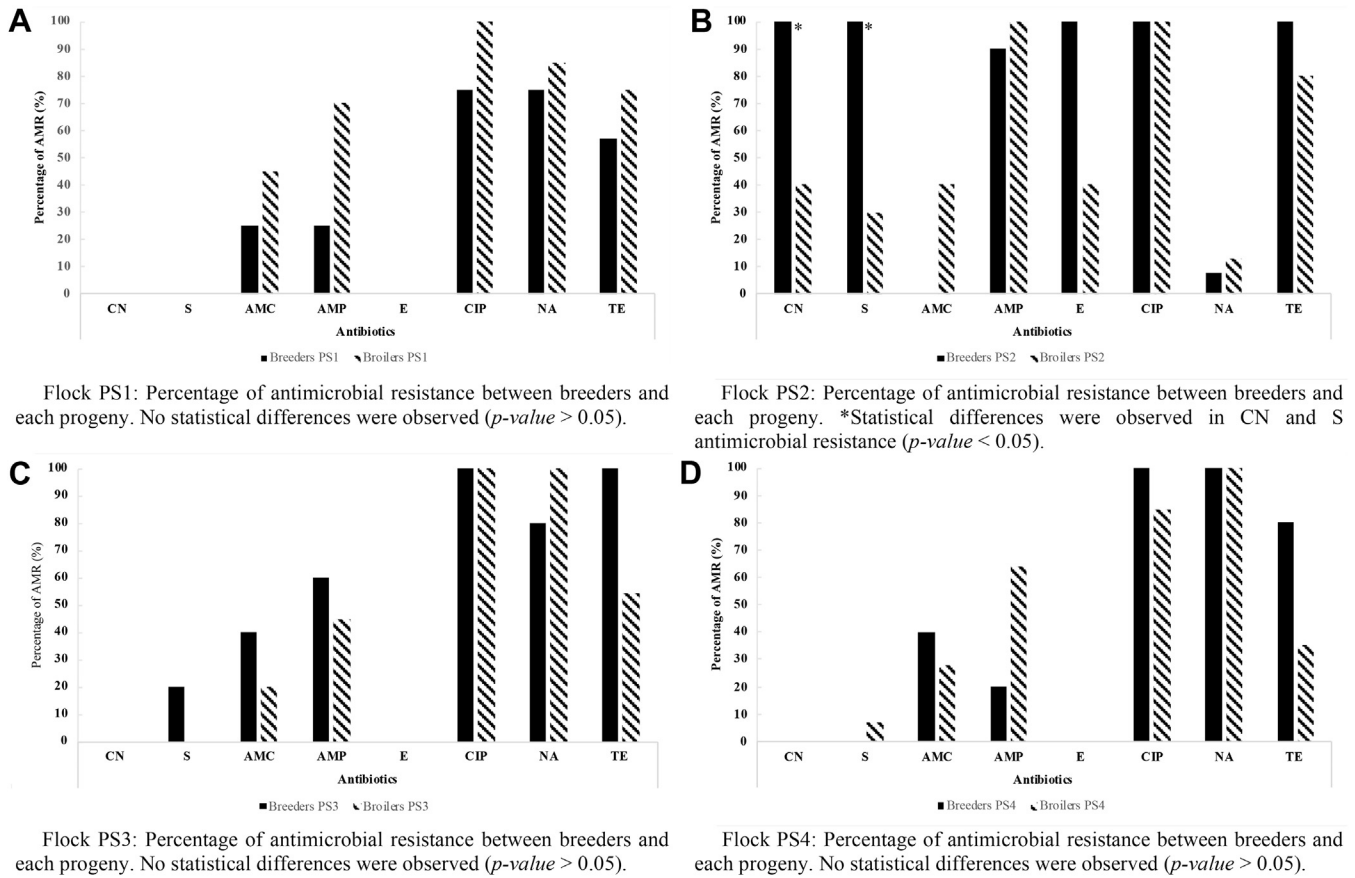 A
Percentage of AMR (%)
100
90
80
70
60
50
40
30
20
10
0
CN S AMC AMP E CIP NA TE
Antibiotics
Breeders PS1 Broilers PS1
Flock PS1: Percentage of antimicrobial resistance between breeders and
each progeny. No statistical differences were observed (p-value > 0.05).
B
Percentage of AMR (%)
100
90
80
70
60
50
40
30
20
10
0
* *
CN S AMC AMP E CIP NA TE
Antibiotics
Breeders PS2 Broilers PS2
Flock PS2: Percentage of antimicrobial resistance between breeders and
each progeny. *Statistical differences were observed in CN and S
antimicrobial resistance (p-value < 0.05).
C
Percentage of AMR (%)
100
90
80
70
60
50
40
30
20
10
0
CN S AMC AMP E CIP NA TE
Antibiotics
Breeders PS3 Broilers PS3
Flock PS3: Percentage of antimicrobial resistance between breeders and
each progeny. No statistical differences were observed (p-value > 0.05).
D
Percentage of AMR (%)
100
90
80
70
60
50
40
30
20
10
0
CN S AMC AMP E CIP NA TE
Antibiotics
Breeders PS4 Broilers PS4
Flock PS4: Percentage of antimicrobial resistance between breeders and
each progeny. No statistical differences were observed (p-value > 0.05).